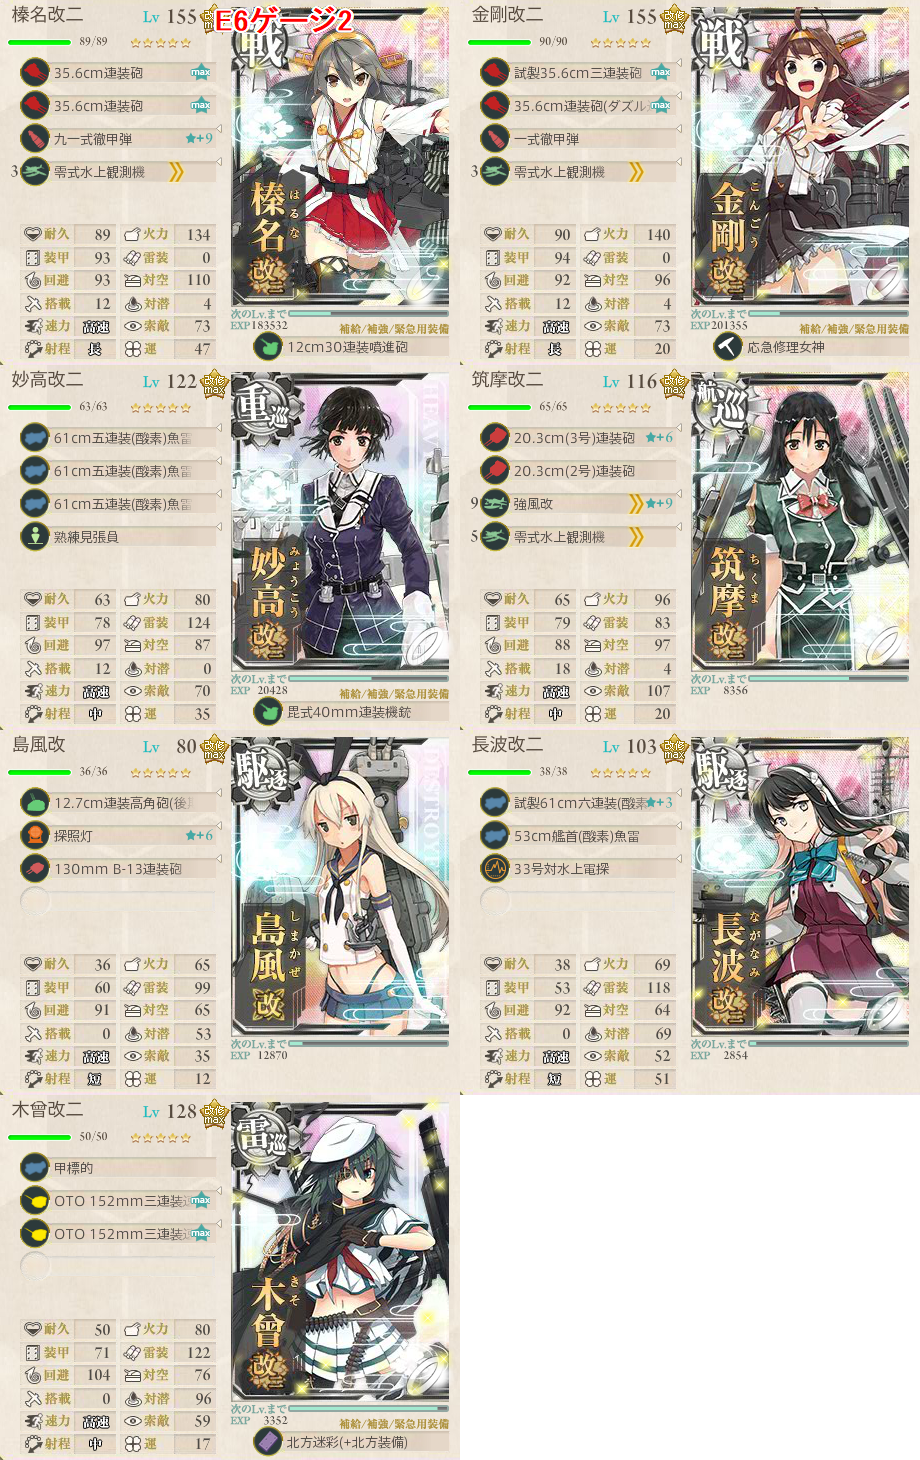 榛名改二 Lv 155
E6ゲージ2
89/89
35.6cm連装砲 max
35.6cm連装砲 max
九一式徹甲弾 ★+9
3 零式水上観測機
耐久 89 火力 134
装甲 93 雷装 0
回避 93 対空 110
搭載 12 対潜 4
速力 高速 索敵 73
射程 長 運 47
戦
榛名改二
はるな
次のLv.まで
EXP 183532
補給/補強/緊急用装備
12cm30連装噴進砲
金剛改二 Lv 155
90/90
試製35.6cm三連装砲 max
35.6cm連装砲(ダズル max
一式徹甲弾
3 零式水上観測機
耐久 90 火力 140
装甲 94 雷装 0
回避 92 対空 96
搭載 12 対潜 4
速力 高速 索敵 73
射程 長 運 20
戦
金剛改二
こんごう
次のLv.まで
EXP 201355
補給/補強/緊急用装備
応急修理女神
妙高改二 Lv 122 改修max
63/63
61cm五連装(酸素)魚雷
61cm五連装(酸素)魚雷
61cm五連装(酸素)魚雷
熟練見張員
耐久 63 火力 80
装甲 78 雷装 124
回避 97 対空 87
搭載 12 対潜 0
速力 高速 索敵 70
射程 中 運 35
重巡
妙高改二
みょうこう
次のLv.まで
EXP 20428
補給/補強/緊急用装備
毘式40mm連装機銃
筑摩改二 Lv 116 改修max
65/65
20.3cm(3号)連装砲 ★+6
20.3cm(2号)連装砲
9 強風改 ★+9
5 零式水上観測機
耐久 65 火力 96
装甲 79 雷装 83
回避 88 対空 97
搭載 18 対潜 4
速力 高速 索敵 107
射程 中 運 20
航巡
筑摩改二
ちくま
次のLv.まで
EXP 8356
島風改 Lv 80 改修max
36/36
12.7cm連装高角砲(後
探照灯 ★+6
130mm B-13連装砲
耐久 36 火力 65
装甲 60 雷装 99
回避 91 対空 65
搭載 0 対潜 53
速力 高速 索敵 35
射程 短 運 12
駆逐
島風改
しまかぜ
次のLv.まで
EXP 12870
長波改二 Lv 103 改修max
38/38
試製61cm六連装(酸素 ★+3
53cm艦首(酸素)魚雷
33号対水上電探
耐久 38 火力 69
装甲 53 雷装 118
回避 92 対空 64
搭載 0 対潜 69
速力 高速 索敵 52
射程 短 運 51
駆逐
長波改二
ながなみ
次のLv.まで
EXP 2854
木曾改二 Lv 128 改修max
50/50
甲標的
OTO 152mm三連装速 max
OTO 152mm三連装速 max
耐久 50 火力 80
装甲 71 雷装 122
回避 104 対空 76
搭載 0 対潜 96
速力 高速 索敵 59
射程 中 運 17
雷巡
木曾改二
きそ
次のLv.まで
EXP 3352
補給/補強/緊急用装備
北方迷彩(+北方装備)